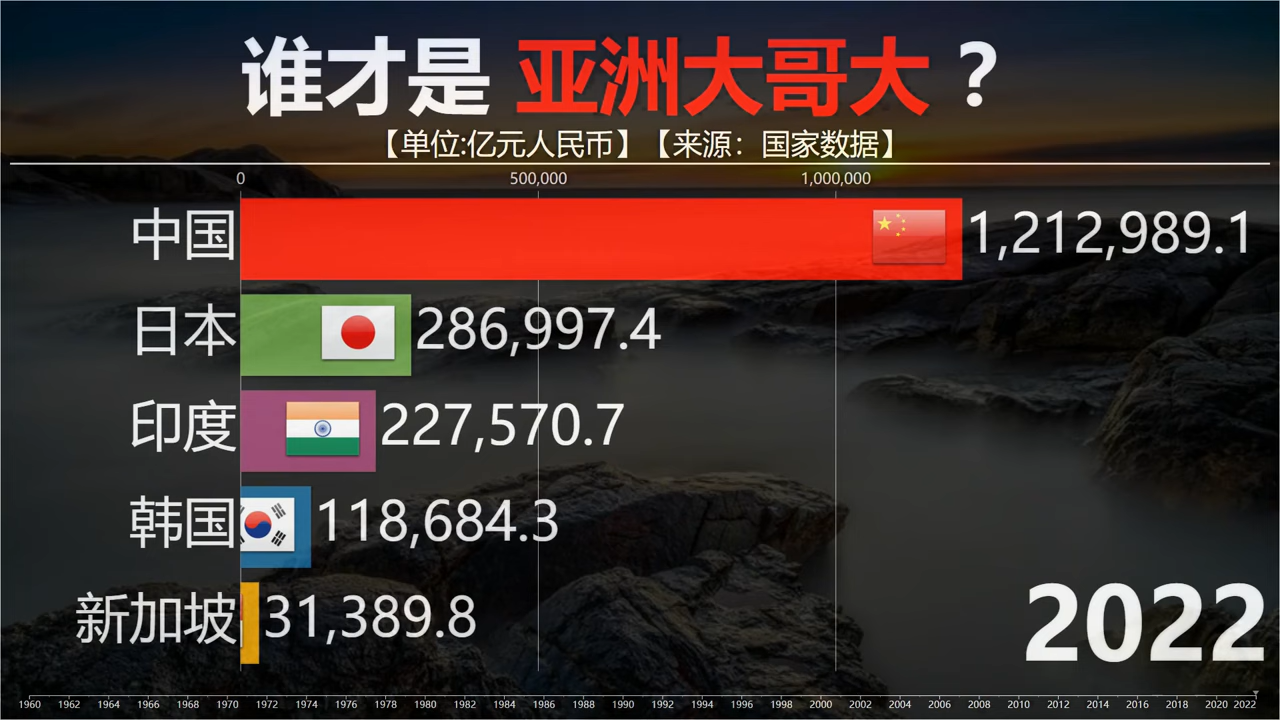 谁才是 亚洲大哥大 ？
【单位:亿元人民币】【来源：国家数据】
0 500,000 1,000,000
中国 1,212,989.1
日本 286,997.4
印度 227,570.7
韩国 118,684.3
新加坡 31,389.8
2022
1960 1962 1964 1966 1968 1970 1972 1974 1976 1978 1980 1982 1984 1986 1988 1990 1992 1994 1996 1998 2000 2002 2004 2006 2008 2010 2012 2014 2016 2018 2020 2022